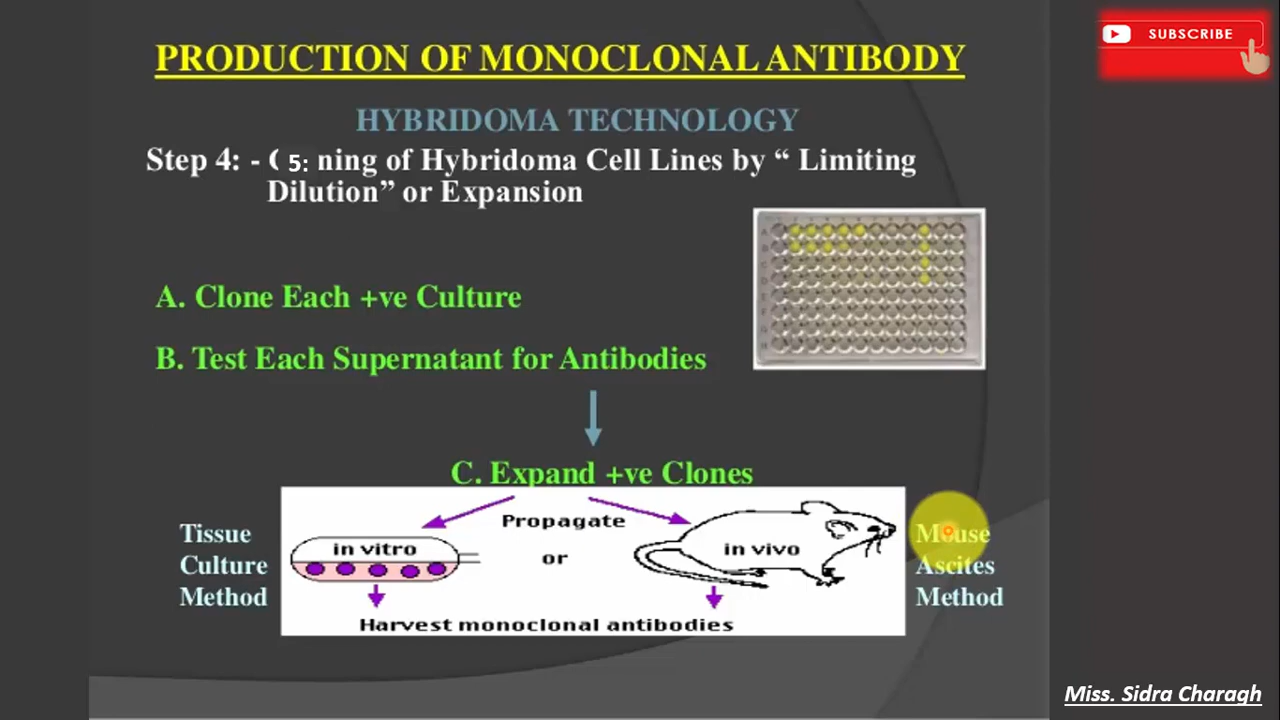 SUBSCRIBE
PRODUCTION OF MONOCLONAL ANTIBODY
HYBRIDOMA TECHNOLOGY
Step 4: - 5: ning of Hybridoma Cell Lines by “ Limiting
Dilution” or Expansion
A. Clone Each +ve Culture
B. Test Each Supernatant for Antibodies
C. Expand +ve Clones
Tissue
Culture
Method
Propagate
in vitro
or
in vivo
Harvest monoclonal antibodies
Mouse
Ascites
Method
Miss. Sidra Charagh